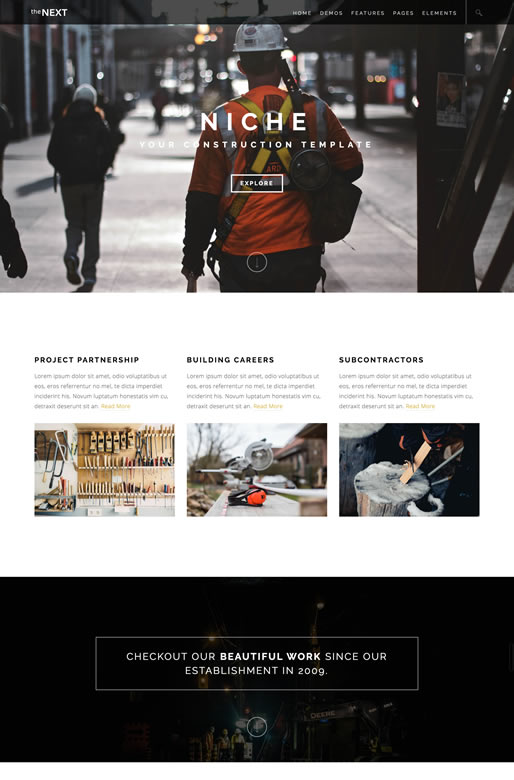 theNEXT
HOME DEMOS FEATURES PAGES ELEMENTS
NICHE
YOUR CONSTRUCTION TEMPLATE
EXPLORE
PROJECT PARTNERSHIP
Lorem ipsum dolor sit amet, odio voluptatibus ut
eos, eros referrentur no mel, te dicta imperdiet
inciderint his. Novum luptatum honestatis vim cu,
detraxit deserunt sit an. Read More
BUILDING CAREERS
Lorem ipsum dolor sit amet, odio voluptatibus ut
eos, eros referrentur no mel, te dicta imperdiet
inciderint his. Novum luptatum honestatis vim cu,
detraxit deserunt sit an. Read More
SUBCONTRACTORS
Lorem ipsum dolor sit amet, odio voluptatibus ut
eos, eros referrentur no mel, te dicta imperdiet
inciderint his. Novum luptatum honestatis vim cu,
detraxit deserunt sit an. Read More
CHECKOUT OUR BEAUTIFUL WORK SINCE OUR
ESTABLISHMENT IN 2009.
DEERE